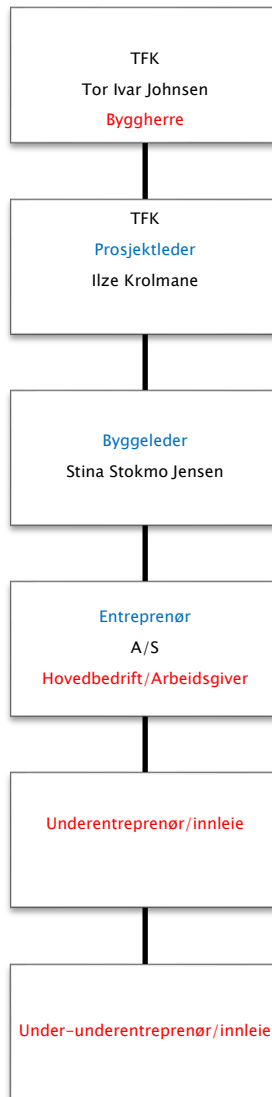 TFK
Tor Ivar Johnsen
Byggherre
TFK
Prosjektleder
Ilze Krolmane
Byggeleder
Stina Stokmo Jensen
Entreprenør
A/S
Hovedbedrift/Arbeidsgiver
Underentreprenør/innleie
Under-underentreprenør/innleie